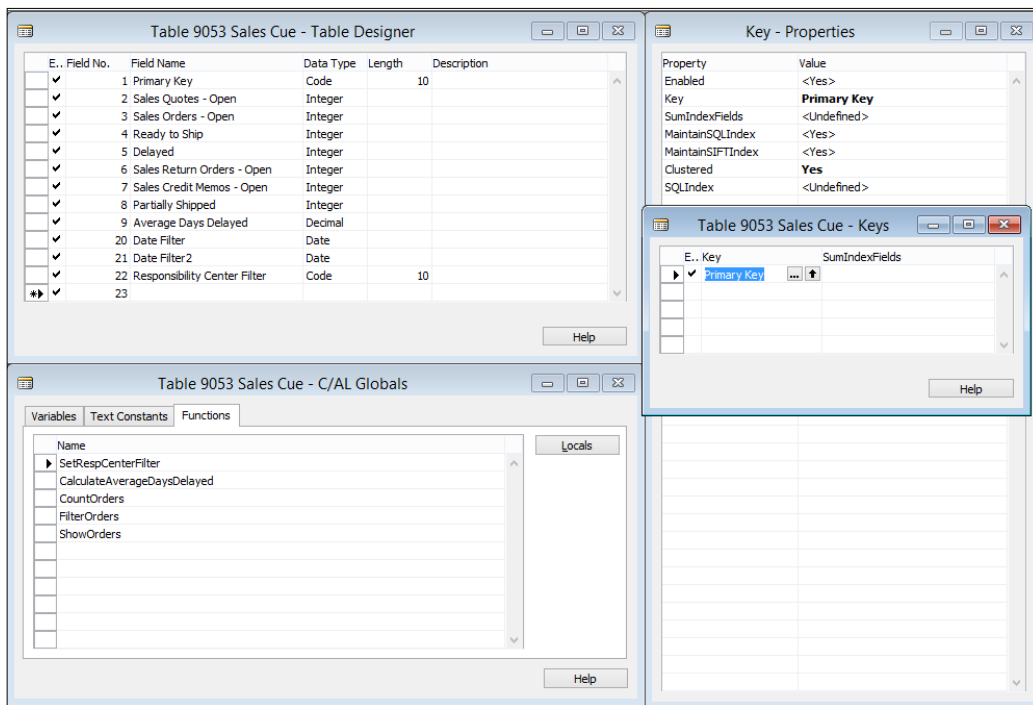 Table 9053 Sales Cue - Table Designer
E.. Field No. Field Name Data Type Length Description
1 Primary Key Code 10
2 Sales Quotes - Open Integer
3 Sales Orders - Open Integer
4 Ready to Ship Integer
5 Delayed Integer
6 Sales Return Orders - Open Integer
7 Sales Credit Memos - Open Integer
8 Partially Shipped Integer
9 Average Days Delayed Decimal
20 Date Filter Date
21 Date Filter2 Date
22 Responsibility Center Filter Code 10
23
Help
Key - Properties
Property Value
Enabled <Yes>
Key Primary Key
SumIndexFields <Undefined>
MaintainSQLIndex <Yes>
MaintainSIFTIndex <Yes>
Clustered Yes
SQLIndex <Undefined>
Table 9053 Sales Cue - Keys
E.. Key SumIndexFields
Primary Key ...
Help
Table 9053 Sales Cue - C/AL Globals
Variables Text Constants Functions
Name
Locals
SetRespCenterFilter
CalculateAverageDaysDelayed
CountOrders
FilterOrders
ShowOrders
Help